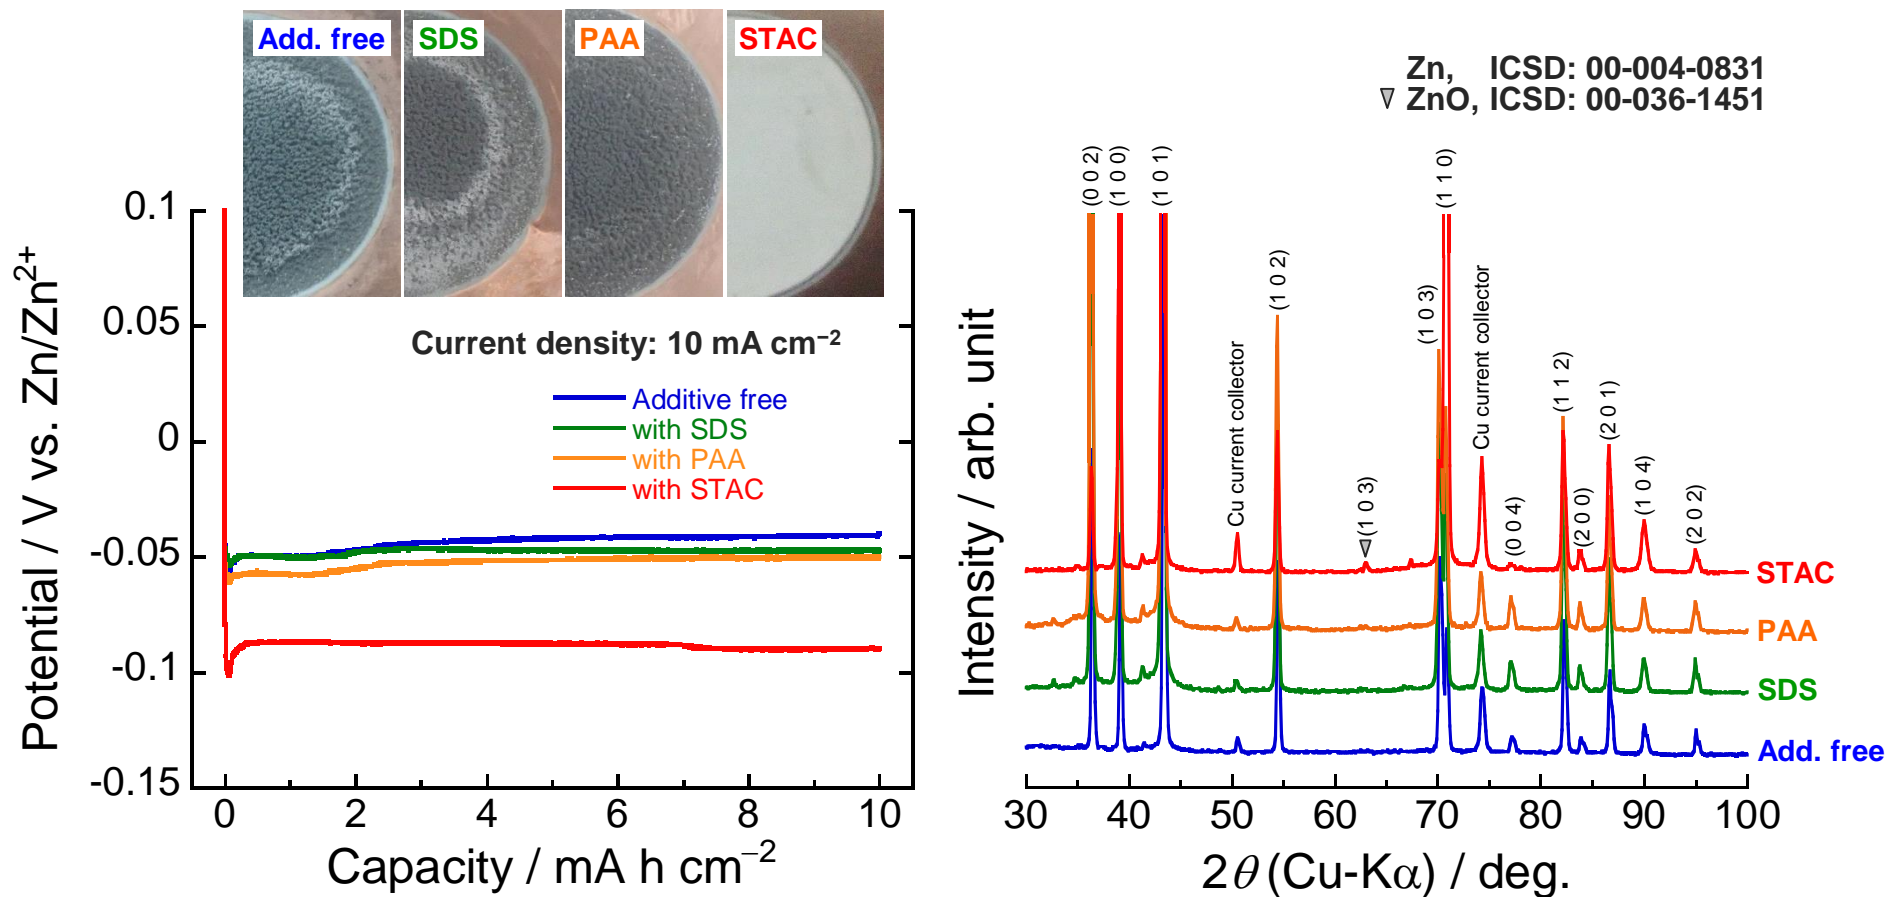 Add. free
SDS
PAA
STAC
0.1
0.05
0
-0.05
-0.1
-0.15
Potential / V vs. Zn/Zn²⁺
Current density: 10 mA cm⁻²
Additive free
with SDS
with PAA
with STAC
0 2 4 6 8 10
Capacity / mA h cm⁻²
Zn, ICSD: 00-004-0831
ZnO, ICSD: 00-036-1451
Intensity / arb. unit
(0 0 2)
(1 0 0)
(1 0 1)
Cu current collector
(1 0 2)
(1 0 3)
(1 0 3)
(1 1 0)
Cu current collector
(0 0 4)
(1 1 2)
(2 0 0)
(2 0 1)
(1 0 4)
(2 0 2)
STAC
PAA
SDS
Add. free
30 40 50 60 70 80 90 100
2θ (Cu-Kα) / deg.